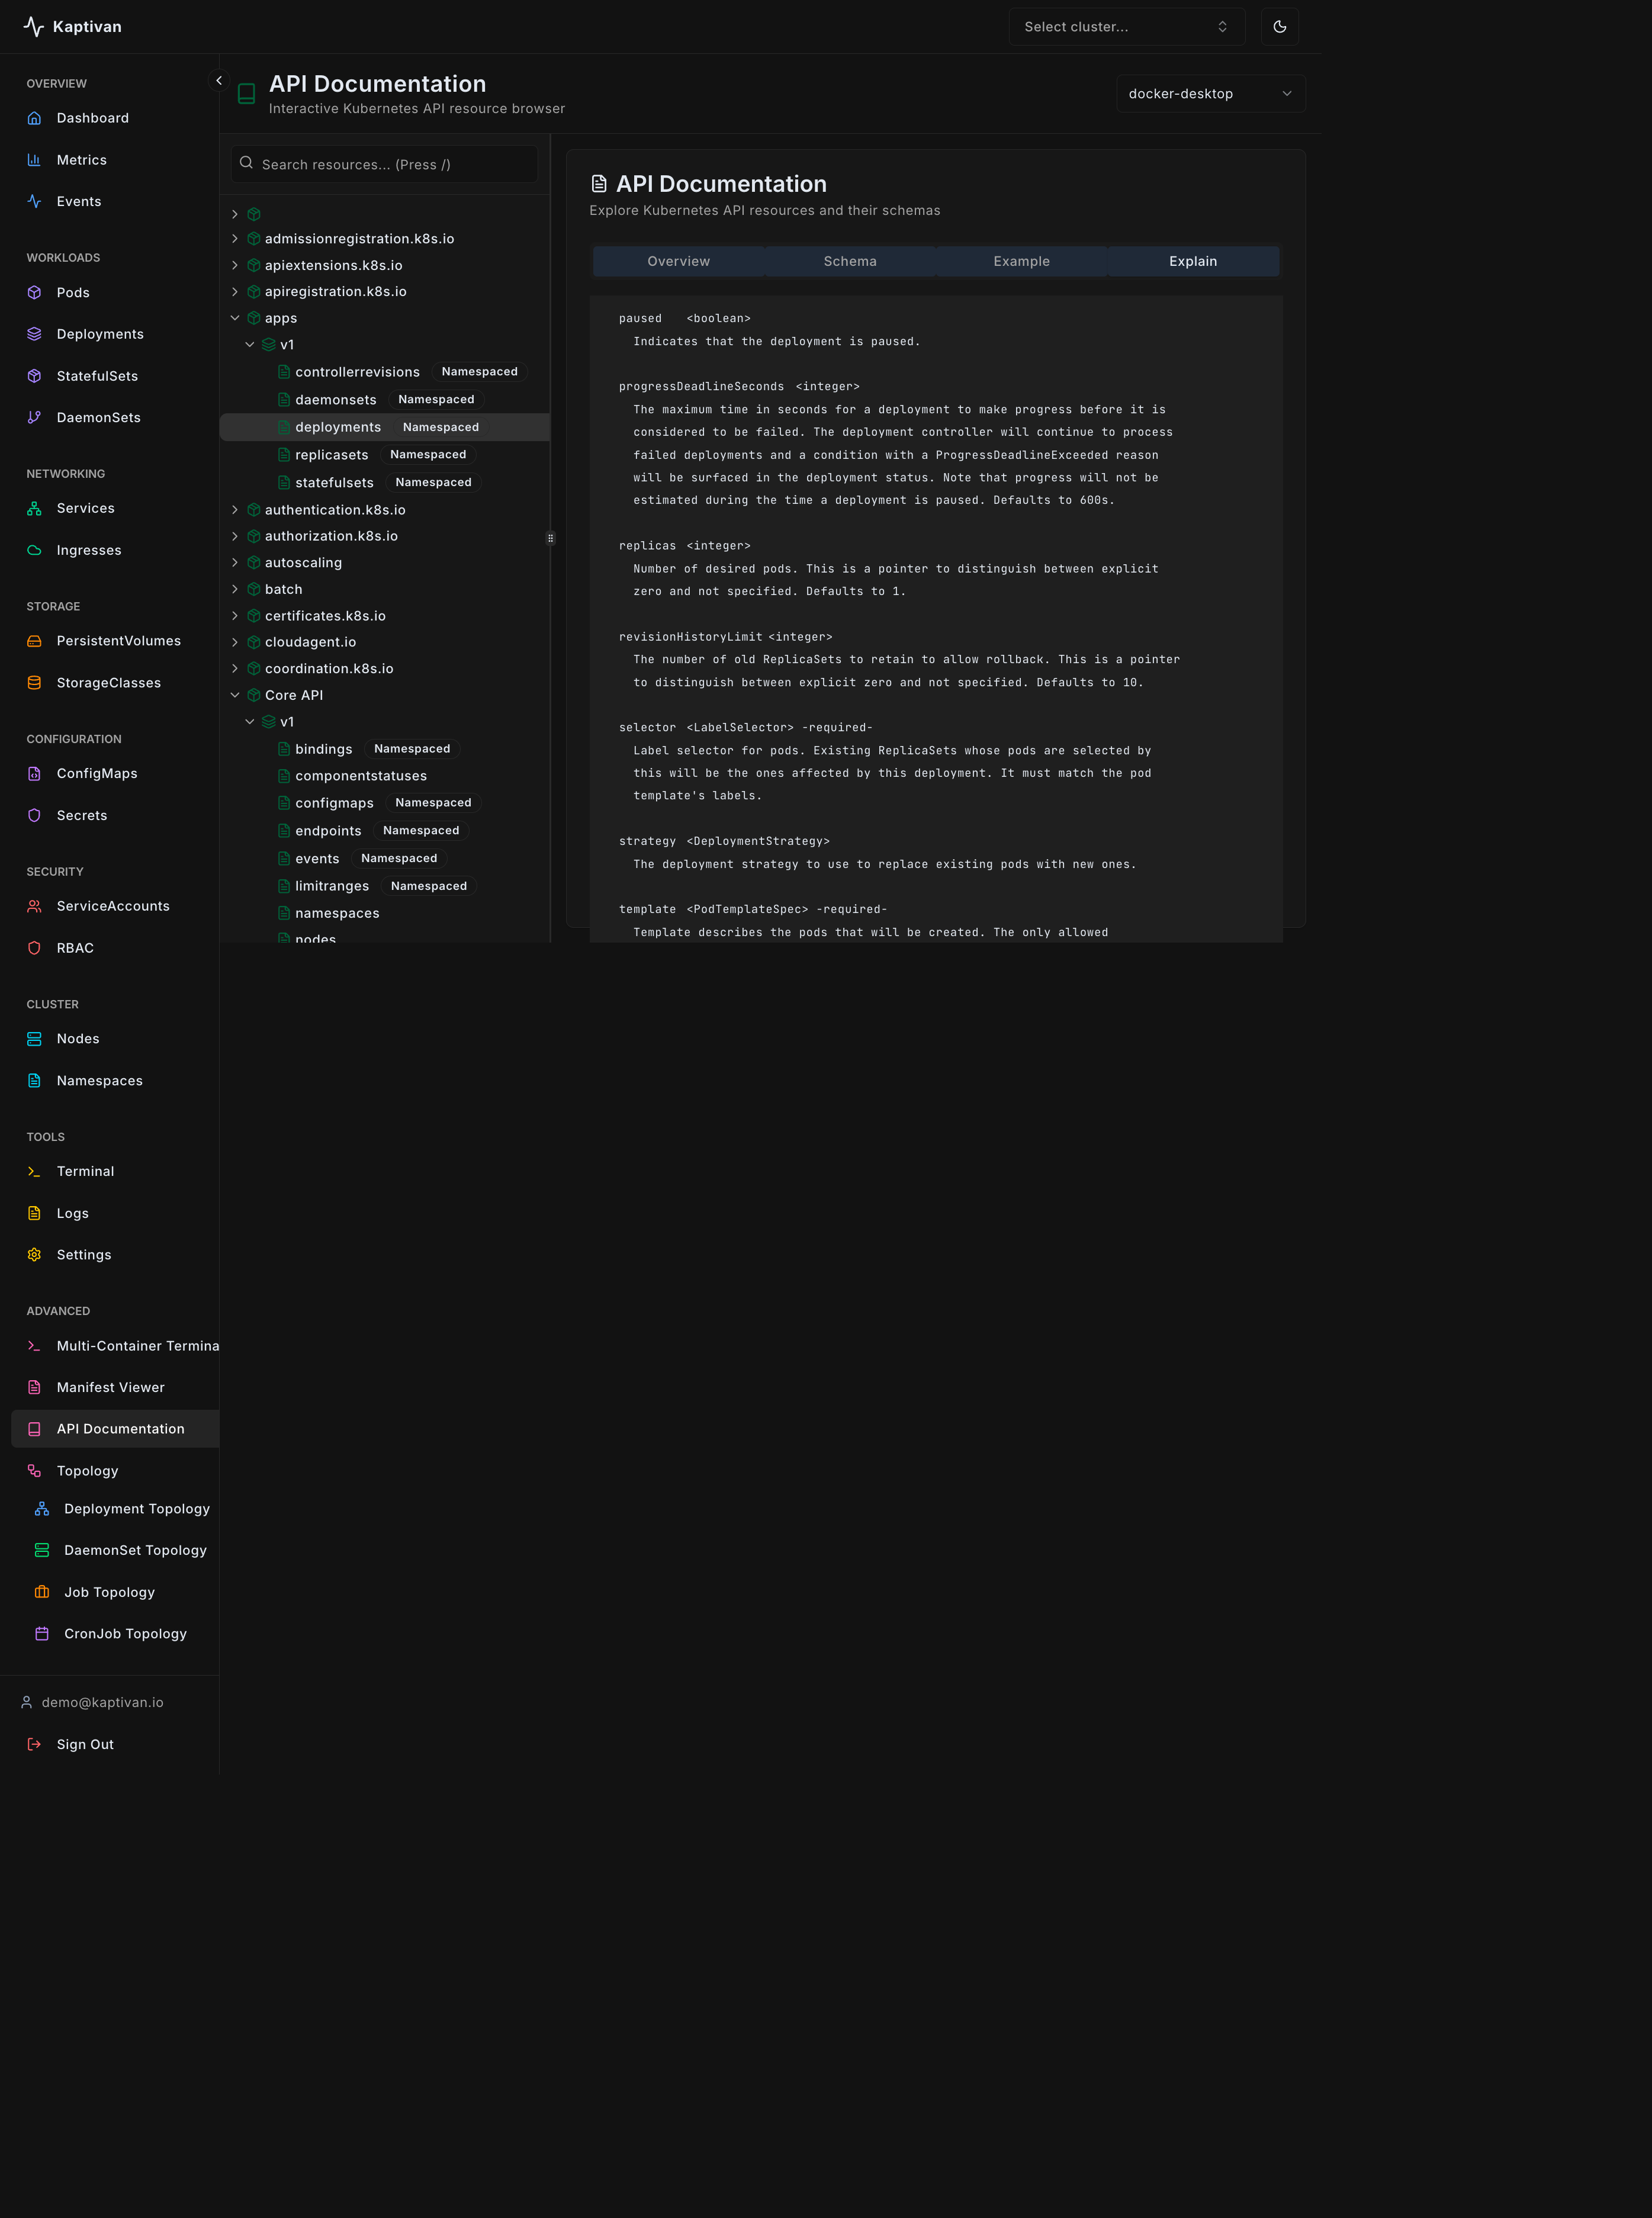 Kaptivan
Select cluster...
OVERVIEW
Dashboard
Metrics
Events
WORKLOADS
Pods
Deployments
StatefulSets
DaemonSets
NETWORKING
Services
Ingresses
STORAGE
PersistentVolumes
StorageClasses
CONFIGURATION
ConfigMaps
Secrets
SECURITY
ServiceAccounts
RBAC
CLUSTER
Nodes
Namespaces
TOOLS
Terminal
Logs
Settings
ADVANCED
Multi-Container Termina
Manifest Viewer
API Documentation
Topology
Deployment Topology
DaemonSet Topology
Job Topology
CronJob Topology
demo@kaptivan.io
Sign Out
API Documentation
Interactive Kubernetes API resource browser
docker-desktop
Search resources... (Press /)
admissionregistration.k8s.io
apiextensions.k8s.io
apiregistration.k8s.io
apps
v1
controllerrevisions Namespaced
daemonsets Namespaced
deployments Namespaced
replicasets Namespaced
statefulsets Namespaced
authentication.k8s.io
authorization.k8s.io
autoscaling
batch
certificates.k8s.io
cloudagent.io
coordination.k8s.io
Core API
v1
bindings Namespaced
componentstatuses
configmaps Namespaced
endpoints Namespaced
events Namespaced
limitranges Namespaced
namespaces
nodes
API Documentation
Explore Kubernetes API resources and their schemas
Overview Schema Example Explain
paused <boolean>
Indicates that the deployment is paused.
progressDeadlineSeconds <integer>
The maximum time in seconds for a deployment to make progress before it is
considered to be failed. The deployment controller will continue to process
failed deployments and a condition with a ProgressDeadlineExceeded reason
will be surfaced in the deployment status. Note that progress will not be
estimated during the time a deployment is paused. Defaults to 600s.
replicas <integer>
Number of desired pods. This is a pointer to distinguish between explicit
zero and not specified. Defaults to 1.
revisionHistoryLimit <integer>
The number of old ReplicaSets to retain to allow rollback. This is a pointer
to distinguish between explicit zero and not specified. Defaults to 10.
selector <LabelSelector> -required-
Label selector for pods. Existing ReplicaSets whose pods are selected by
this will be the ones affected by this deployment. It must match the pod
template's labels.
strategy <DeploymentStrategy>
The deployment strategy to use to replace existing pods with new ones.
template <PodTemplateSpec> -required-
Template describes the pods that will be created. The only allowed